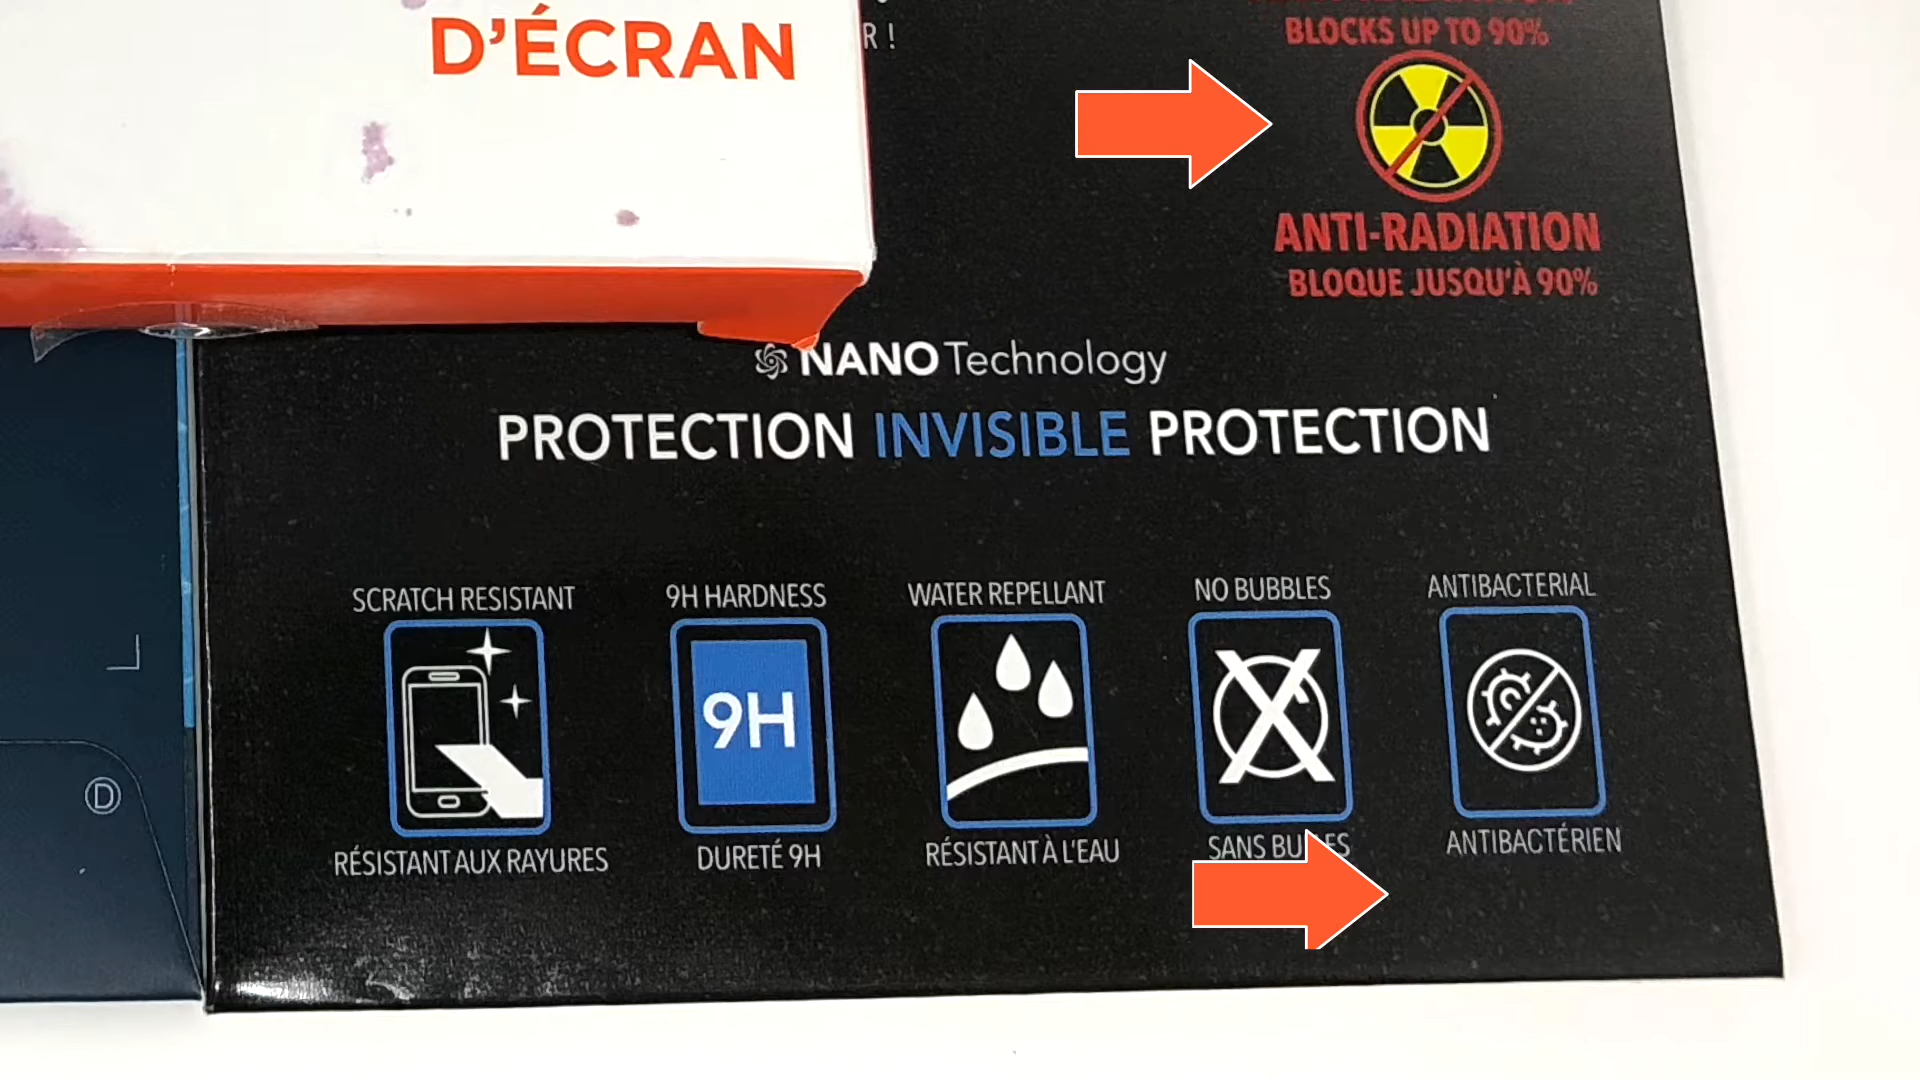 D'ÉCRAN
R !
BLOCKS UP TO 90%
ANTI-RADIATION
BLOQUE JUSQU'À 90%
NANO Technology
PROTECTION INVISIBLE PROTECTION
SCRATCH RESISTANT
9H HARDNESS
WATER REPELLANT
NO BUBBLES
ANTIBACTERIAL
9H
RÉSISTANT AUX RAYURES
DURETÉ 9H
RÉSISTANT À L'EAU
SANS
ANTIBACTÉRIEN
L
D